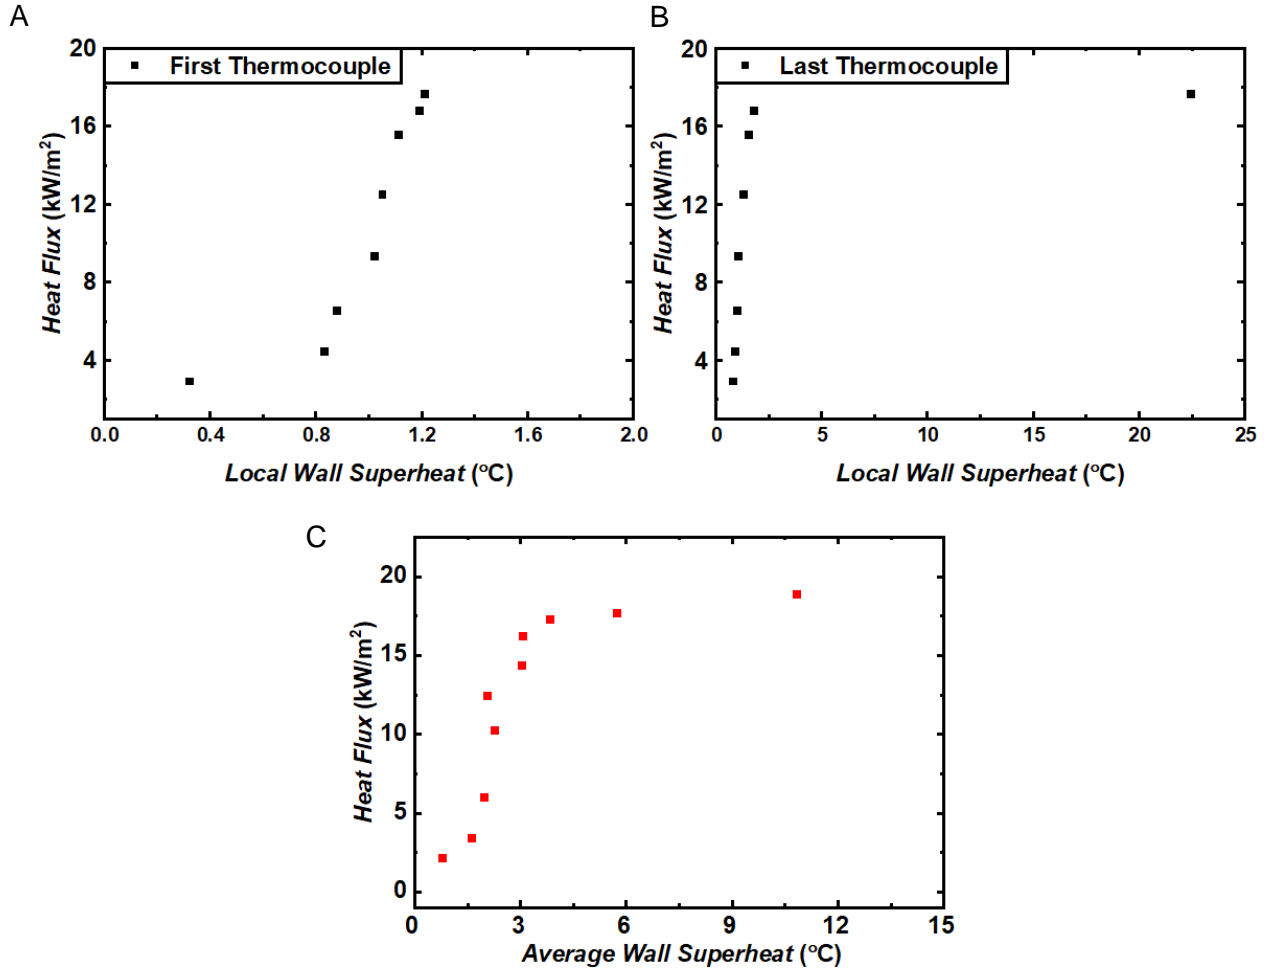 A
B
First Thermocouple
Last Thermocouple
20
16
12
8
4
Heat Flux (kW/m²)
0.0 0.4 0.8 1.2 1.6 2.0
Local Wall Superheat (°C)
20
16
12
8
4
Heat Flux (kW/m²)
0 5 10 15 20 25
Local Wall Superheat (°C)
C
20
15
10
5
0
Heat Flux (kW/m²)
0 3 6 9 12 15
Average Wall Superheat (°C)